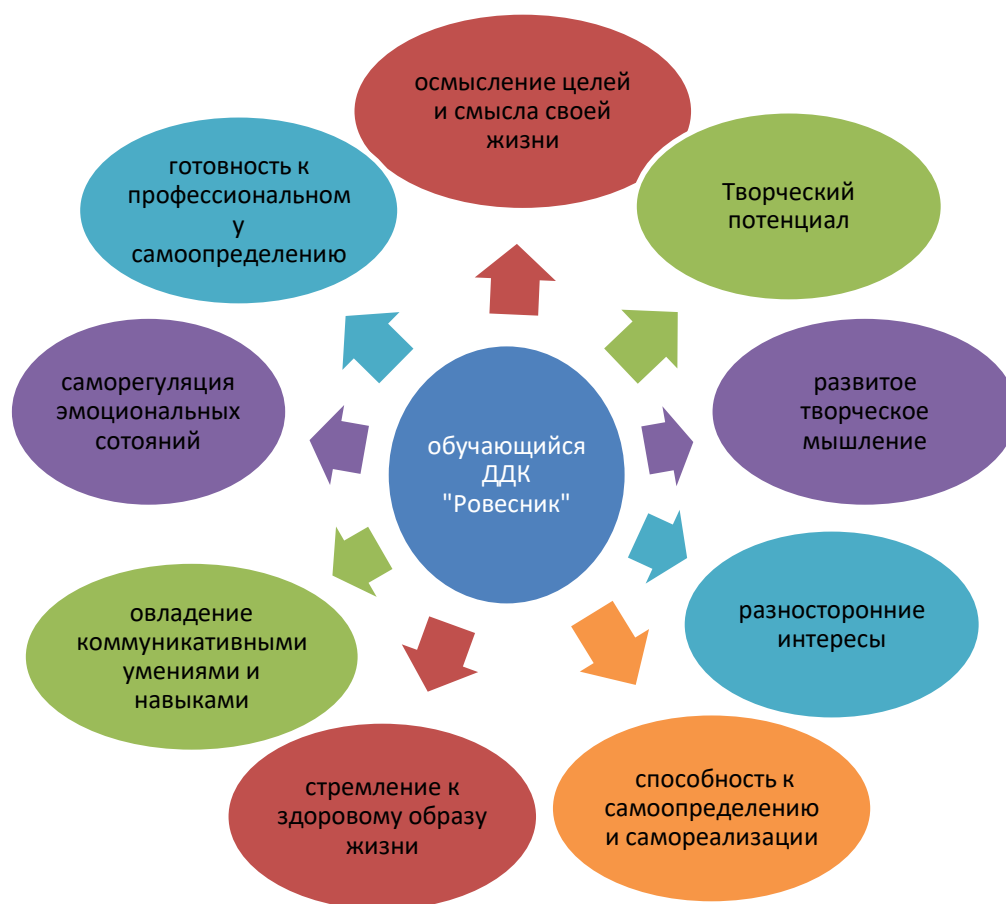 осмысление целей
и смысла своей
жизни
Творческий
потенциал
развитое
творческое
мышление
разносторонние
интересы
способность к
самоопределению
и самореализации
стремление к
здоровому образу
жизни
овладение
коммуникативными
умениями и
навыками
саморегуляция
эмоциональных
сотояний
готовность к
профессиональном
у
самоопределению
обучающийся
ДДК
"Ровесник"